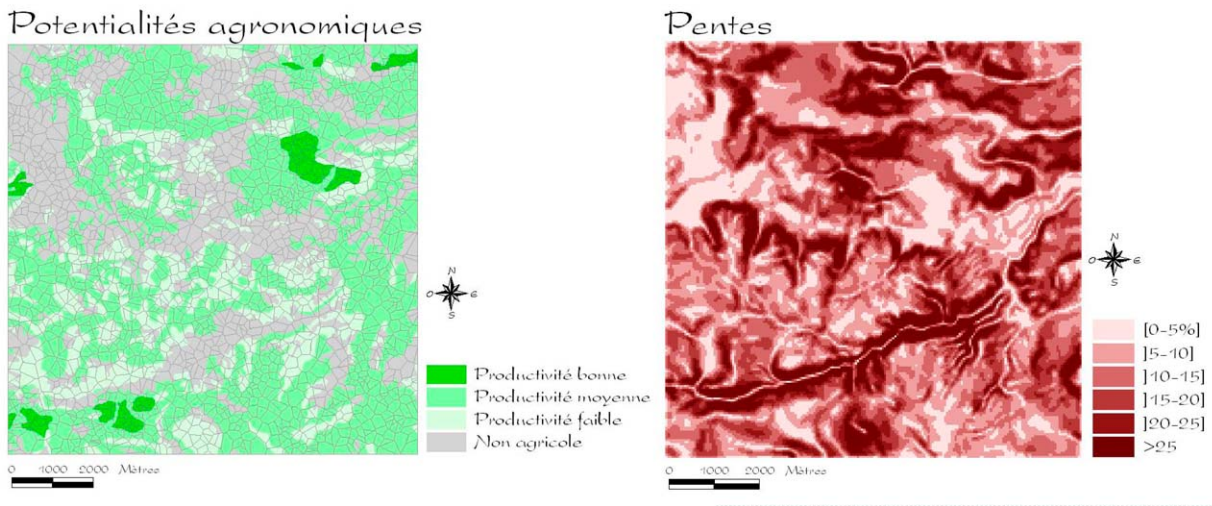 Potentialités agronomiques
N
O E
S
Productivité bonne
Productivité moyenne
Productivité faible
Non agricole
0 1000 2000 Mètres
Pentes
N
O E
S
[0-5%]
]5-10]
]10-15]
]15-20]
]20-25]
>25
0 1000 2000 Mètres